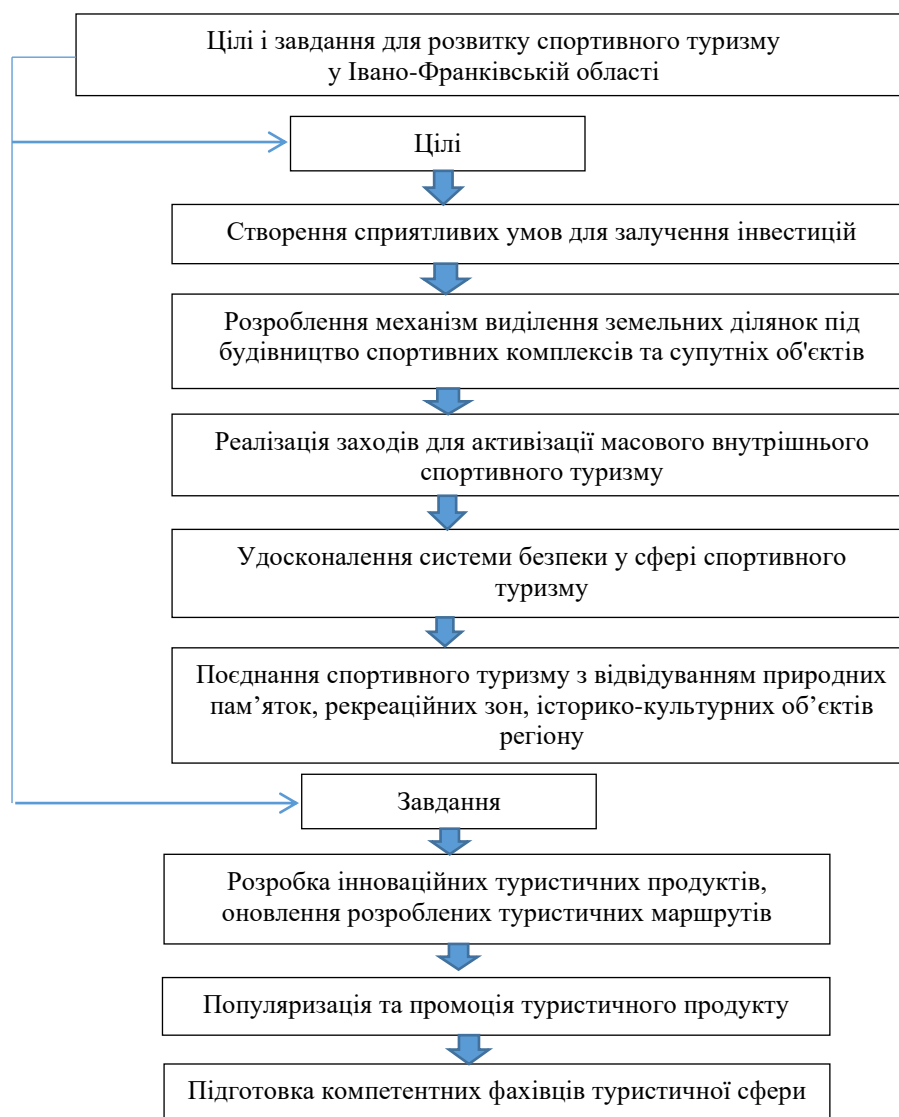 Цілі і завдання для розвитку спортивного туризму
у Івано-Франківській області
Цілі
Створення сприятливих умов для залучення інвестицій
Розроблення механізм виділення земельних ділянок під
будівництво спортивних комплексів та супутніх об'єктів
Реалізація заходів для активізації масового внутрішнього
спортивного туризму
Удосконалення системи безпеки у сфері спортивного
туризму
Поєднання спортивного туризму з відвідуванням природних
пам’яток, рекреаційних зон, історико-культурних об’єктів
регіону
Завдання
Розробка інноваційних туристичних продуктів,
оновлення розроблених туристичних маршрутів
Популяризація та промоція туристичного продукту
Підготовка компетентних фахівців туристичної сфери